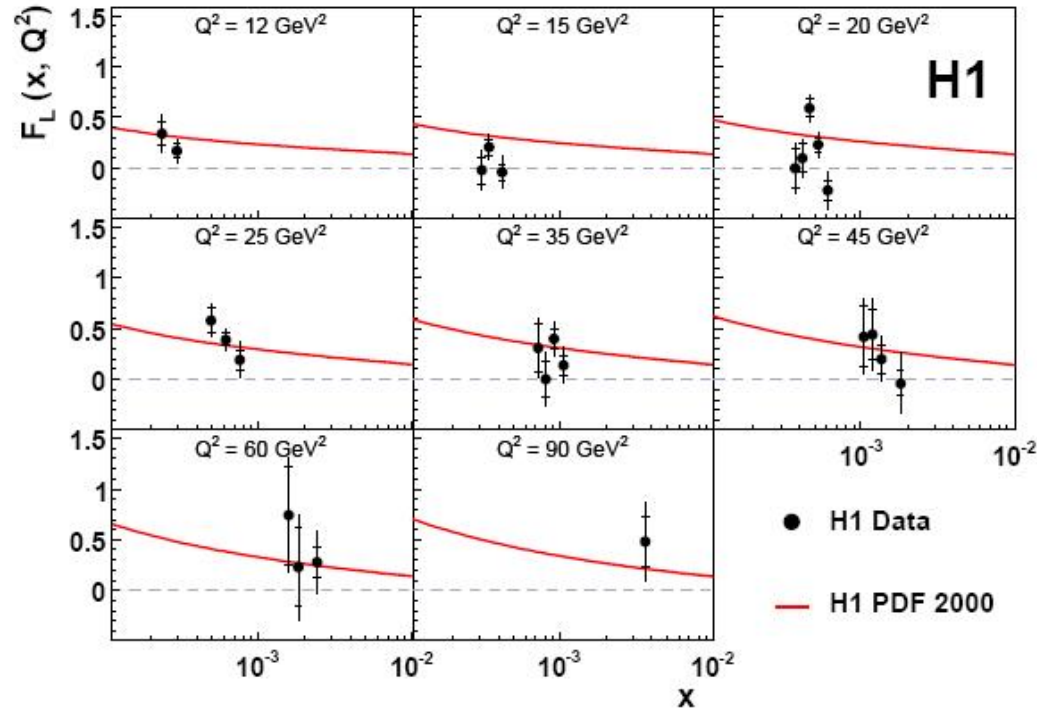 F_L (x, Q²)
Q² = 12 GeV²
Q² = 15 GeV²
Q² = 20 GeV²
H1
1.5
1
0.5
0
Q² = 25 GeV²
Q² = 35 GeV²
Q² = 45 GeV²
1.5
1
0.5
0
10⁻³
10⁻²
Q² = 60 GeV²
Q² = 90 GeV²
1.5
1
0.5
0
H1 Data
H1 PDF 2000
10⁻³
10⁻²
10⁻³
10⁻²
x